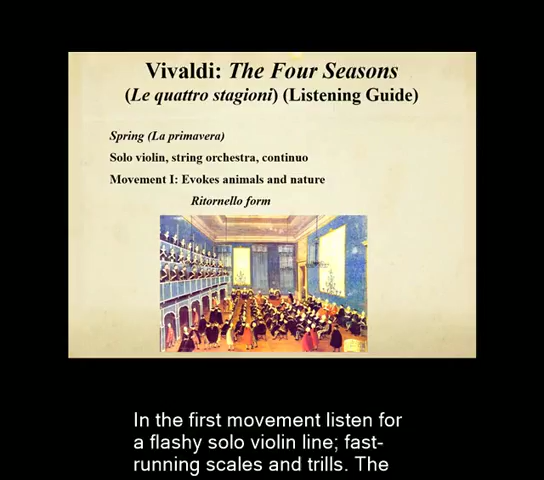 Vivaldi: The Four Seasons
(Le quattro stagioni) (Listening Guide)
Spring (La primavera)
Solo violin, string orchestra, continuo
Movement I: Evokes animals and nature
Ritornello form
In the first movement listen for
a flashy solo violin line; fast-
running scales and trills. The